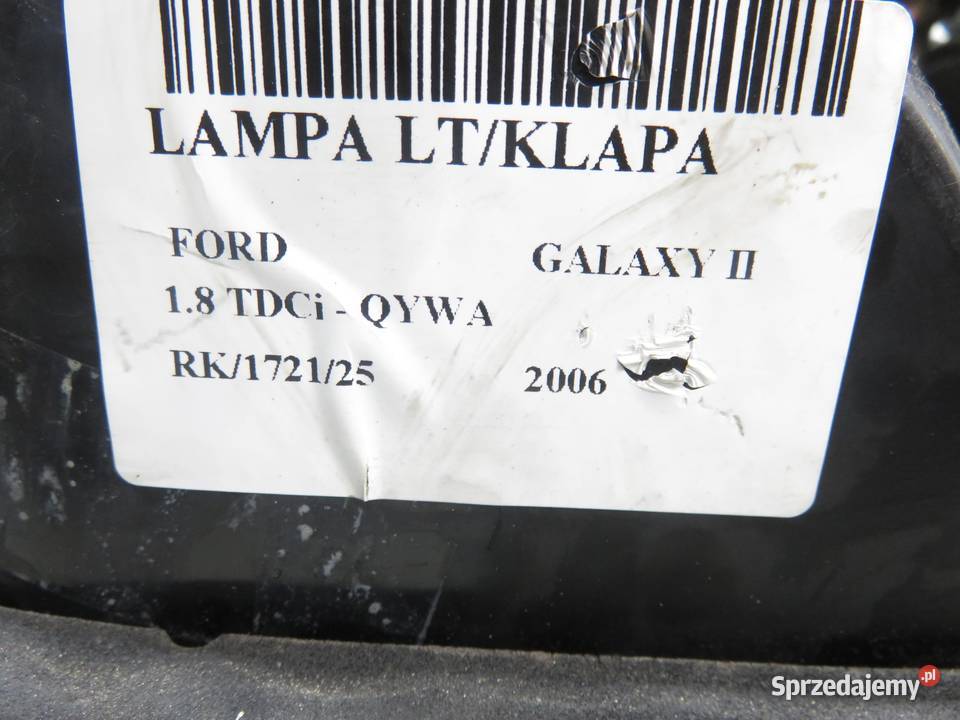 LAMPA LT/KLAPA
FORD GALAXY II
1.8 TDCi - QYWA
RK/1721/25 2006
Sprzedajemy.pl